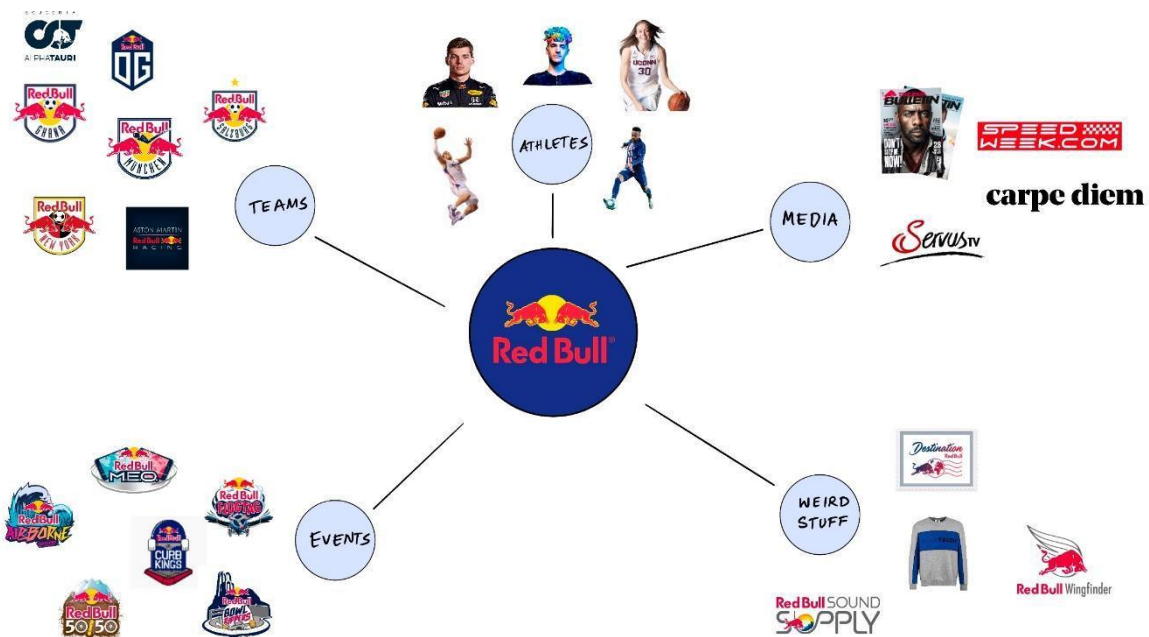 ALPHATAURI
Red Bull
OG
Red Bull
GHANA
Red Bull
SALZBURG
Red Bull
MÜNCHEN
Red Bull
NEW YORK
ASTON MARTIN
Red Bull
RACING
TEAMS
UCONN
30
ATHLETES
BULLETIN
SPEED
WEEK.COM
carpe diem
ServusTV
MEDIA
Red Bull®
Red Bull
MEO
Red Bull
AIRBORNE
Red Bull
CURB
KINGS
Red Bull
50/50
Red Bull
BOWL
RIPPERS
EVENTS
WEIRD
STUFF
Destination
Red Bull
Red Bull Wingfinder
Red Bull SOUND
SUPPLY